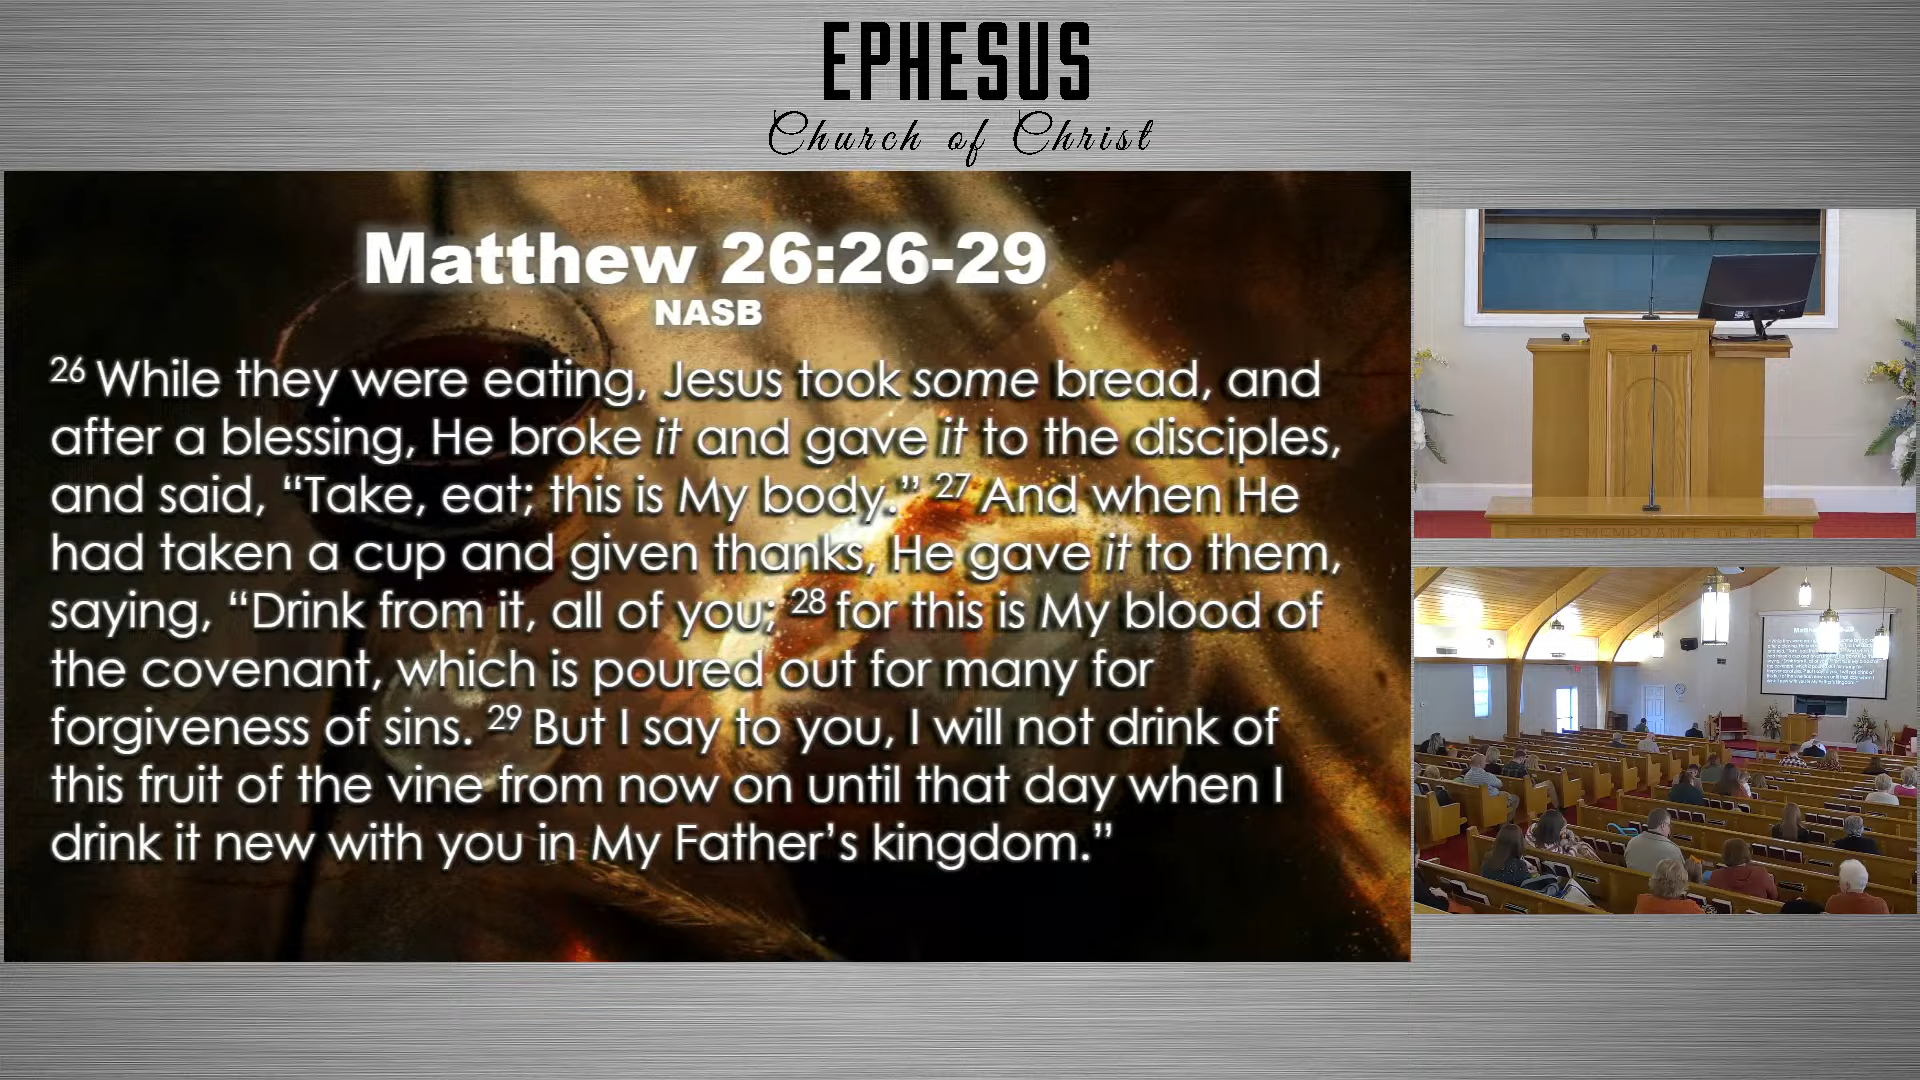 EPHESUS
Church of Christ
Matthew 26:26-29
NASB
26 While they were eating, Jesus took some bread, and
after a blessing, He broke it and gave it to the disciples,
and said, “Take, eat; this is My body.” 27 And when He
had taken a cup and given thanks, He gave it to them,
saying, “Drink from it, all of you; 28 for this is My blood of
the covenant, which is poured out for many for
forgiveness of sins. 29 But I say to you, I will not drink of
this fruit of the vine from now on until that day when I
drink it new with you in My Father’s kingdom.”
IN REMEMBRANCE OF ME